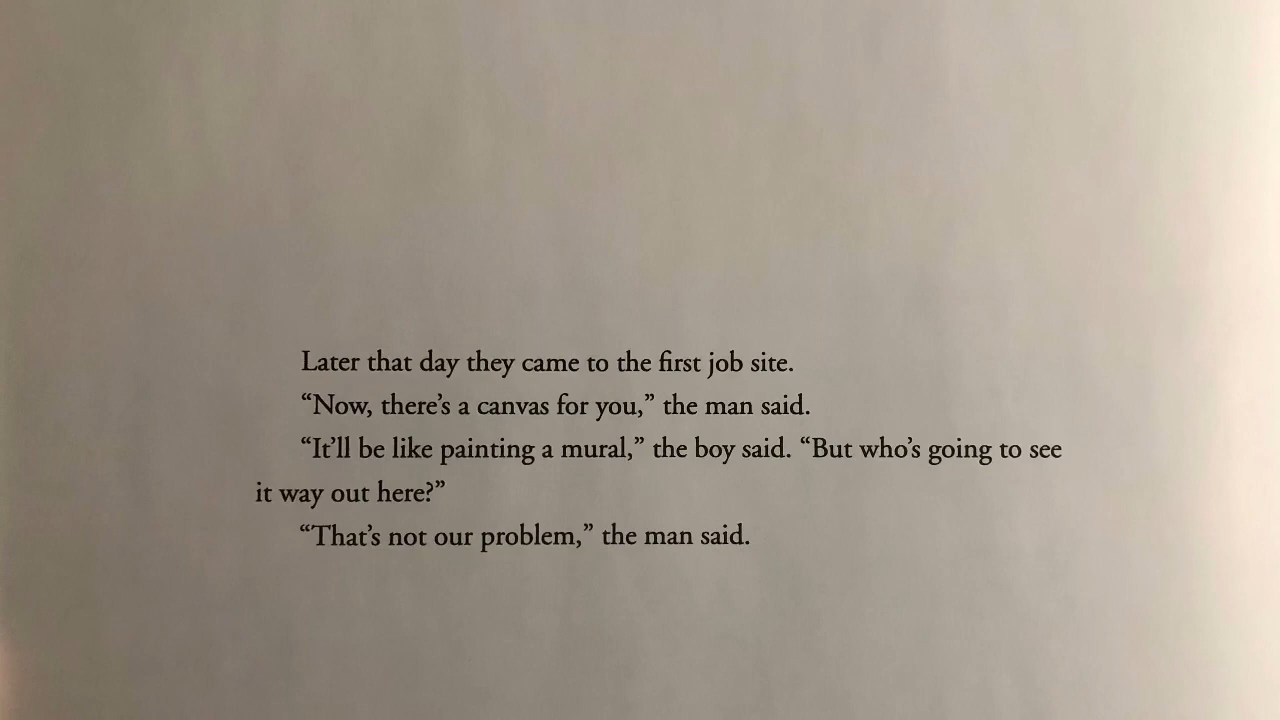 Later that day they came to the first job site.
“Now, there’s a canvas for you,” the man said.
“It’ll be like painting a mural,” the boy said. “But who’s going to see
it way out here?”
“That’s not our problem,” the man said.